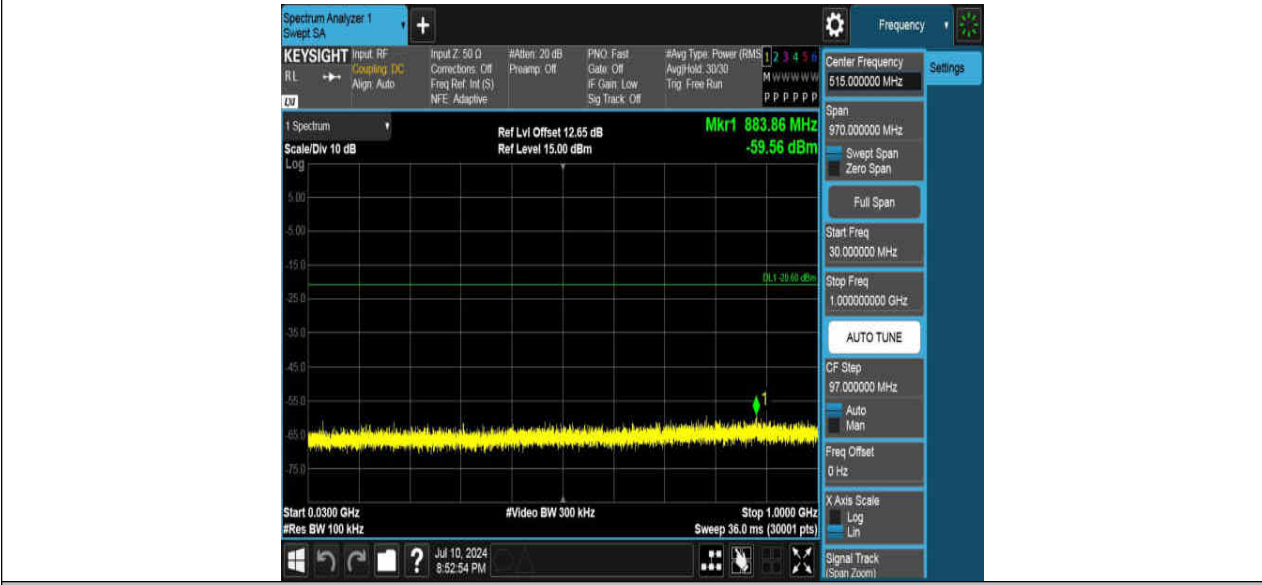 Spectrum Analyzer 1
Swept SA
+
Frequency
KEYSIGHT
RL
LXI
Input: RF
Coupling: DC
Align: Auto
Input Z: 50 Ω
Corrections: Off
Freq Ref: Int (S)
NFE: Adaptive
#Atten: 20 dB
Preamp: Off
PNO: Fast
Gate: Off
IF Gain: Low
Sig Track: Off
#Avg Type: Power (RMS
Avg|Hold: 30/30
Trig: Free Run
1 2 3 4 5 6
M W W W W W
P P P P P P
Center Frequency
515.000000 MHz
Settings
1 Spectrum
Scale/Div 10 dB
Ref Lvl Offset 12.65 dB
Ref Level 15.00 dBm
Mkr1 883.86 MHz
-59.56 dBm
Span
970.000000 MHz
Swept Span
Zero Span
Full Span
Start Freq
30.000000 MHz
Stop Freq
1.000000000 GHz
AUTO TUNE
CF Step
97.000000 MHz
Auto
Man
Freq Offset
0 Hz
X Axis Scale
Log
Lin
Signal Track
(Span Zoom)
Log
5.00
-5.00
-15.0
DL1 -20.60 dBm
-25.0
-35.0
-45.0
-55.0
1
-65.0
-75.0
Start 0.0300 GHz
#Res BW 100 kHz
#Video BW 300 kHz
Stop 1.0000 GHz
Sweep 36.0 ms (30001 pts)
?
Jul 10, 2024
8:52:54 PM